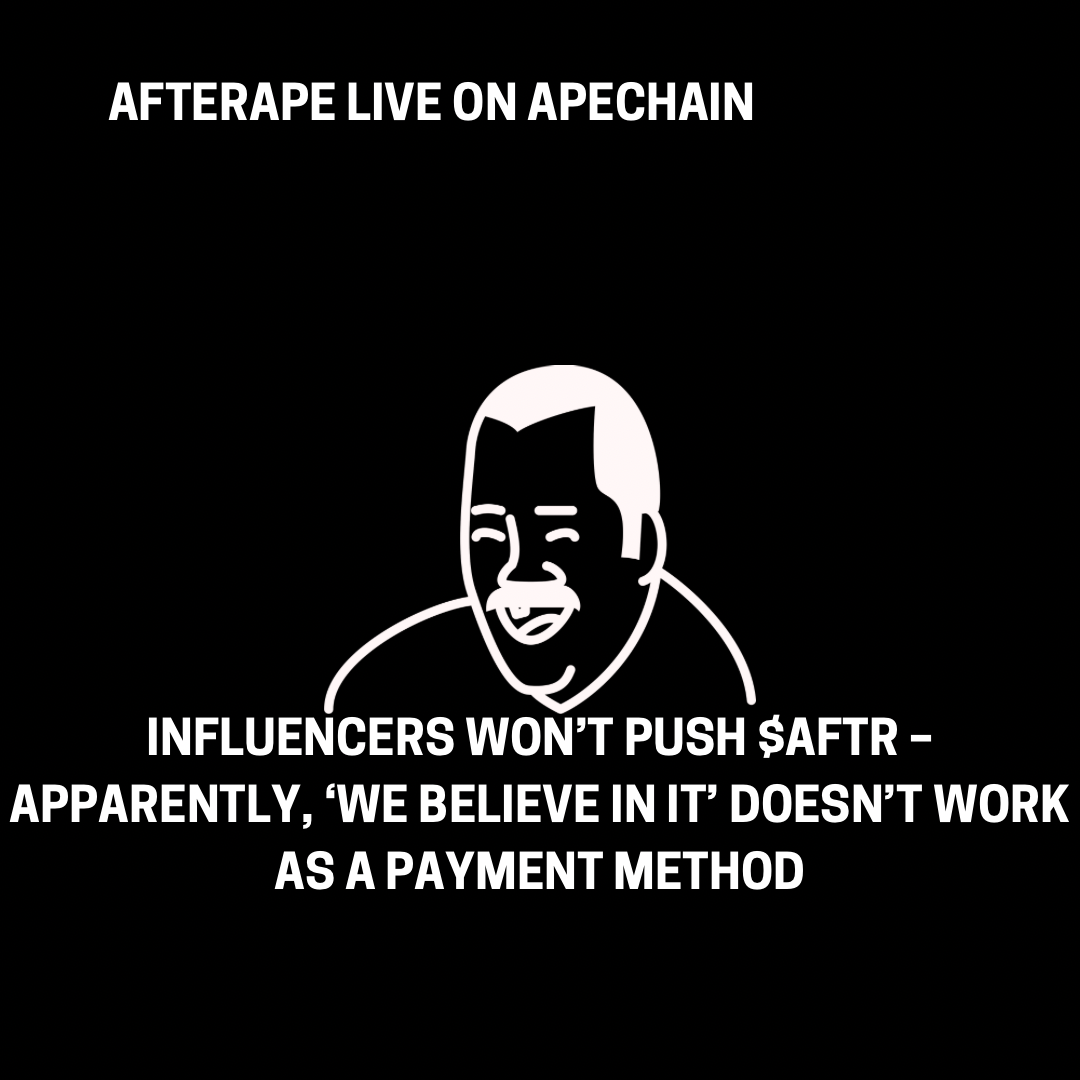 AFTERAPE LIVE ON APECHAIN
INFLUENCERS WON’T PUSH $AFTR –
APPARENTLY, ‘WE BELIEVE IN IT’ DOESN’T WORK
AS A PAYMENT METHOD